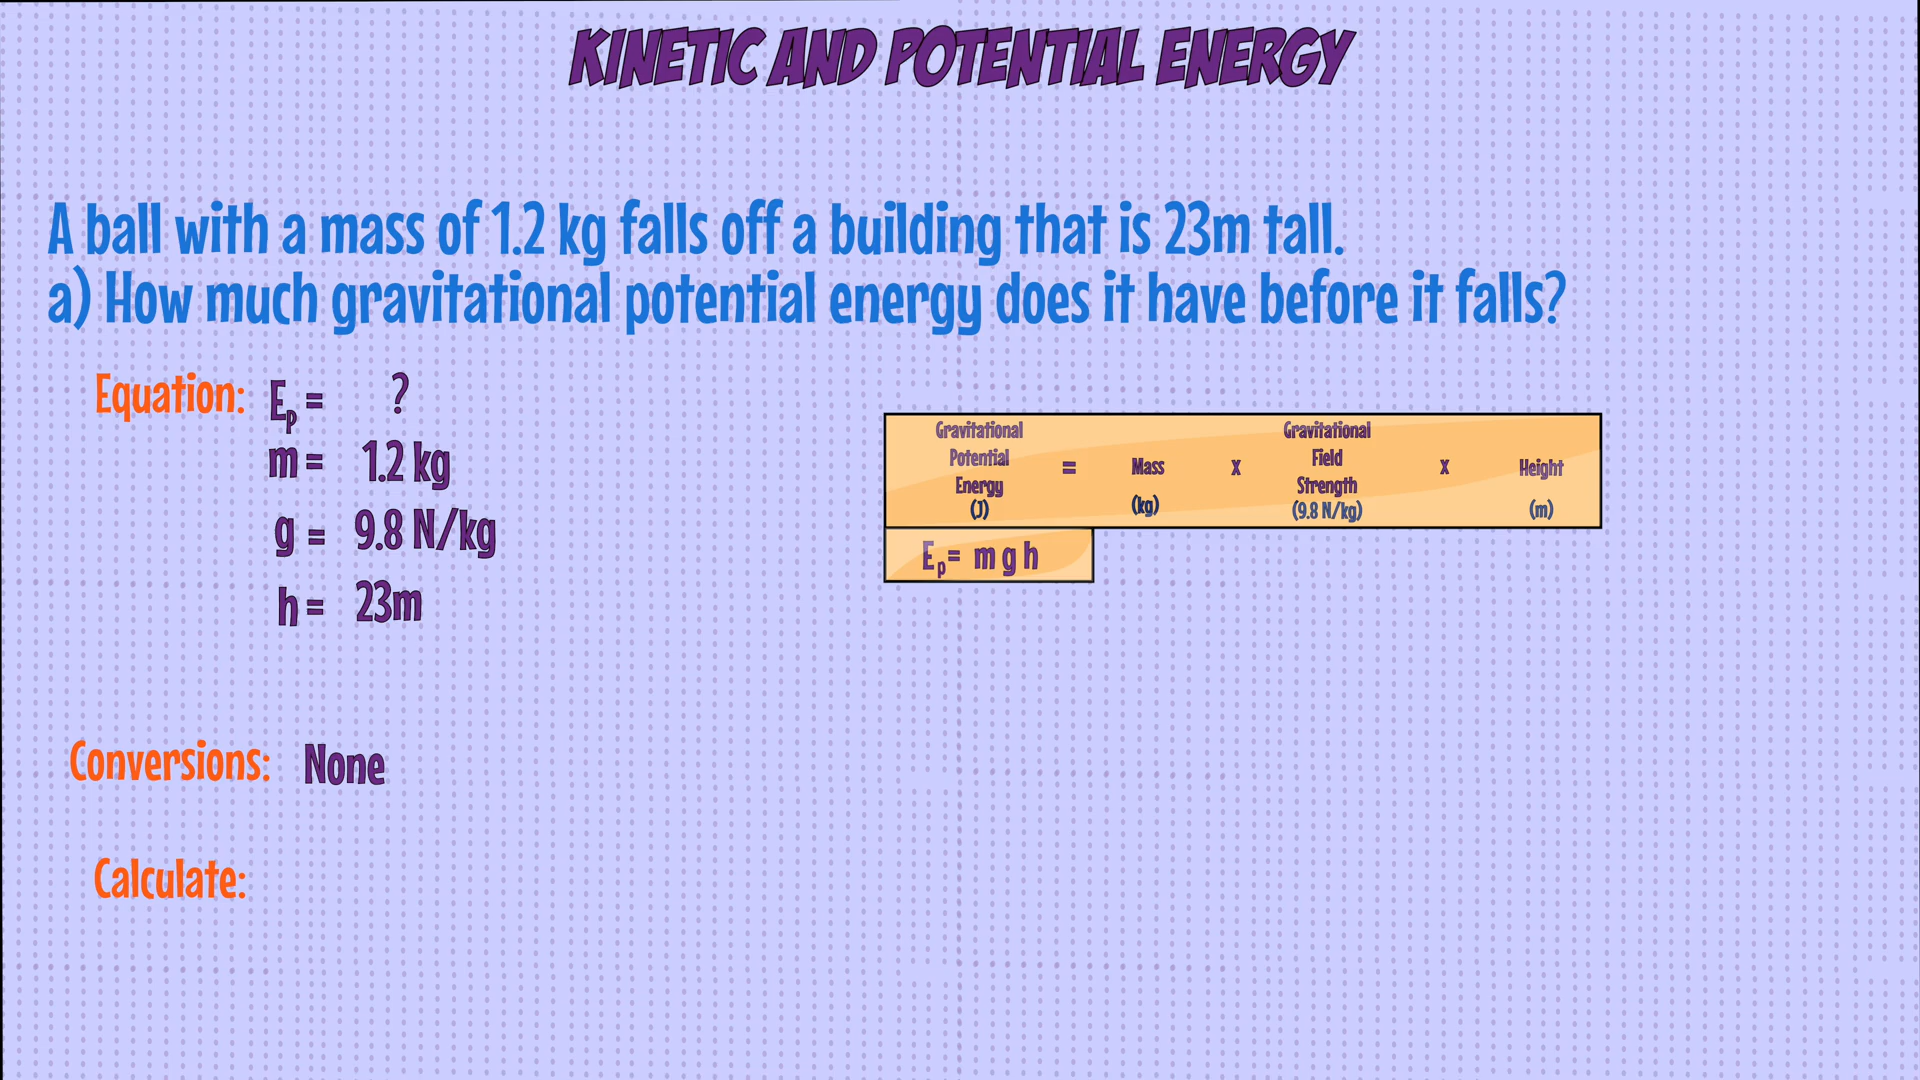 KINETIC AND POTENTIAL ENERGY
A ball with a mass of 1.2 kg falls off a building that is 23m tall.
a) How much gravitational potential energy does it have before it falls?
Equation: Ep = ?
m = 1.2 kg
g = 9.8 N/kg
h = 23m
Gravitational Potential Energy (J) = Mass (kg) x Gravitational Field Strength (9.8 N/kg) x Height (m)
Ep = m g h
Conversions: None
Calculate: